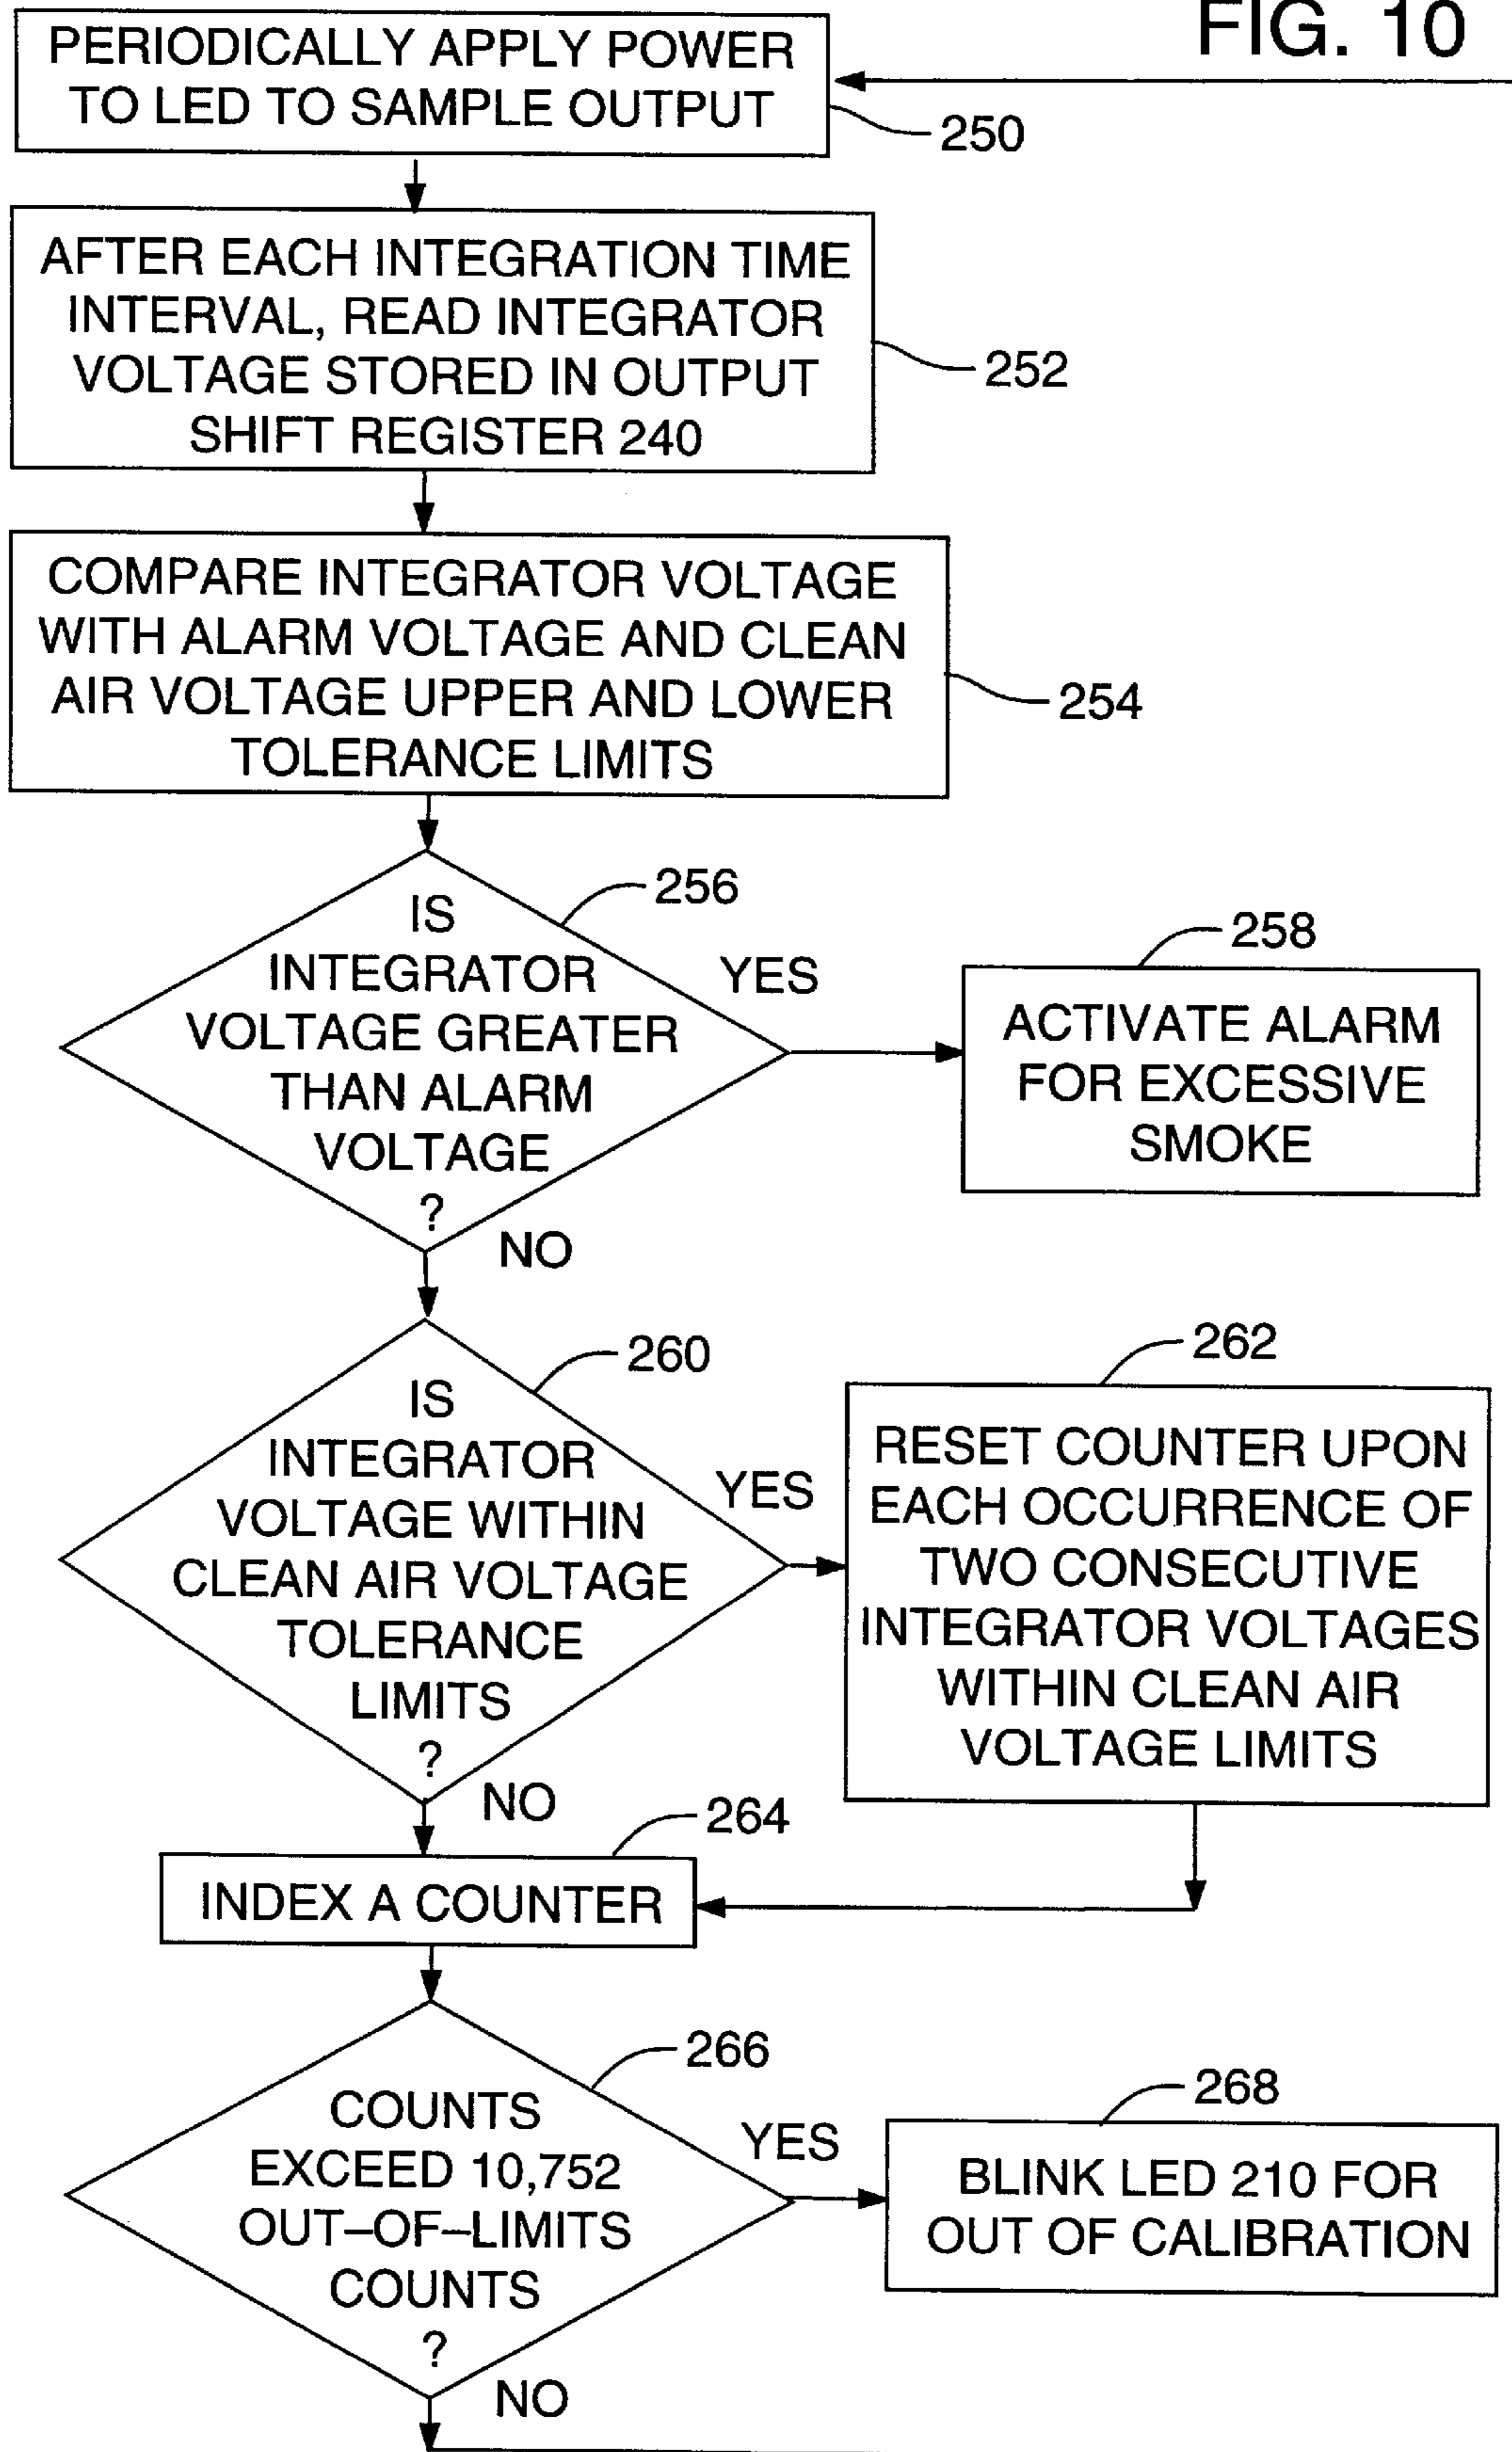 FIG. 10
PERIODICALLY APPLY POWER
TO LED TO SAMPLE OUTPUT
250
AFTER EACH INTEGRATION TIME
INTERVAL, READ INTEGRATOR
VOLTAGE STORED IN OUTPUT
SHIFT REGISTER 240
252
COMPARE INTEGRATOR VOLTAGE
WITH ALARM VOLTAGE AND CLEAN
AIR VOLTAGE UPPER AND LOWER
TOLERANCE LIMITS
254
IS
INTEGRATOR
VOLTAGE GREATER
THAN ALARM
VOLTAGE
?
256
YES
NO
258
ACTIVATE ALARM
FOR EXCESSIVE
SMOKE
IS
INTEGRATOR
VOLTAGE WITHIN
CLEAN AIR VOLTAGE
TOLERANCE
LIMITS
?
260
YES
NO
262
RESET COUNTER UPON
EACH OCCURRENCE OF
TWO CONSECUTIVE
INTEGRATOR VOLTAGES
WITHIN CLEAN AIR
VOLTAGE LIMITS
264
INDEX A COUNTER
266
COUNTS
EXCEED 10,752
OUT–OF–LIMITS
COUNTS
?
YES
NO
268
BLINK LED 210 FOR
OUT OF CALIBRATION